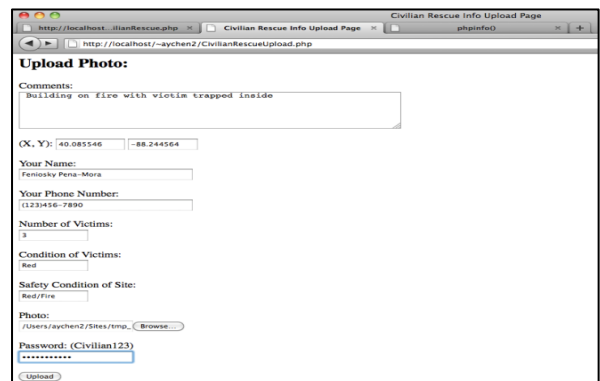 Civilian Rescue Info Upload Page
http://localhost...ilianRescue.php
Civilian Rescue Info Upload Page
phpinfo()
http://localhost/~aychen2/CivilianRescueUpload.php
Upload Photo:
Comments:
Building on fire with victim trapped inside
(X, Y): 40.085546 -88.244564
Your Name:
Feniosky Pena-Mora
Your Phone Number:
(123)456-7890
Number of Victims:
3
Condition of Victims:
Red
Safety Condition of Site:
Red/Fire
Photo:
/Users/aychen2/Sites/tmp_ Browse...
Password: (Civilian123)
•••••••••••
Upload